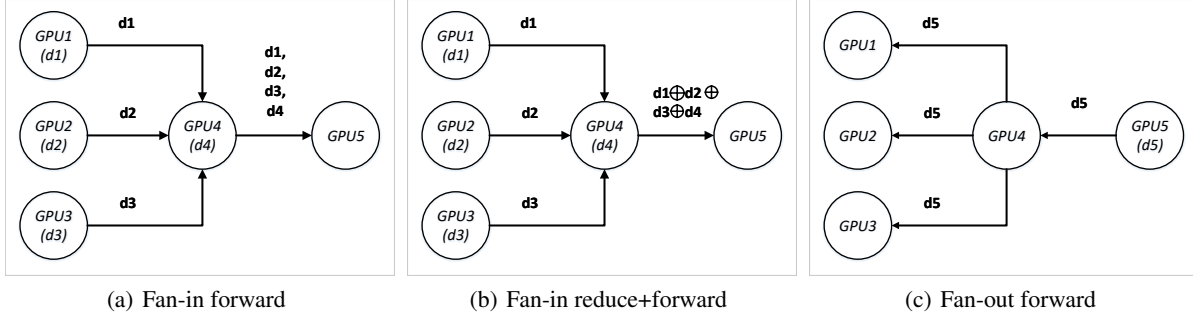 GPU1
(d1)
d1
GPU2
(d2)
d2
GPU3
(d3)
d3
GPU4
(d4)
d1,
d2,
d3,
d4
GPU5
(a) Fan-in forward
GPU1
(d1)
d1
GPU2
(d2)
d2
GPU3
(d3)
d3
GPU4
(d4)
d1⊕d2 ⊕
d3⊕d4
GPU5
(b) Fan-in reduce+forward
GPU1
d5
GPU2
d5
GPU3
d5
GPU4
d5
GPU5
(d5)
(c) Fan-out forward